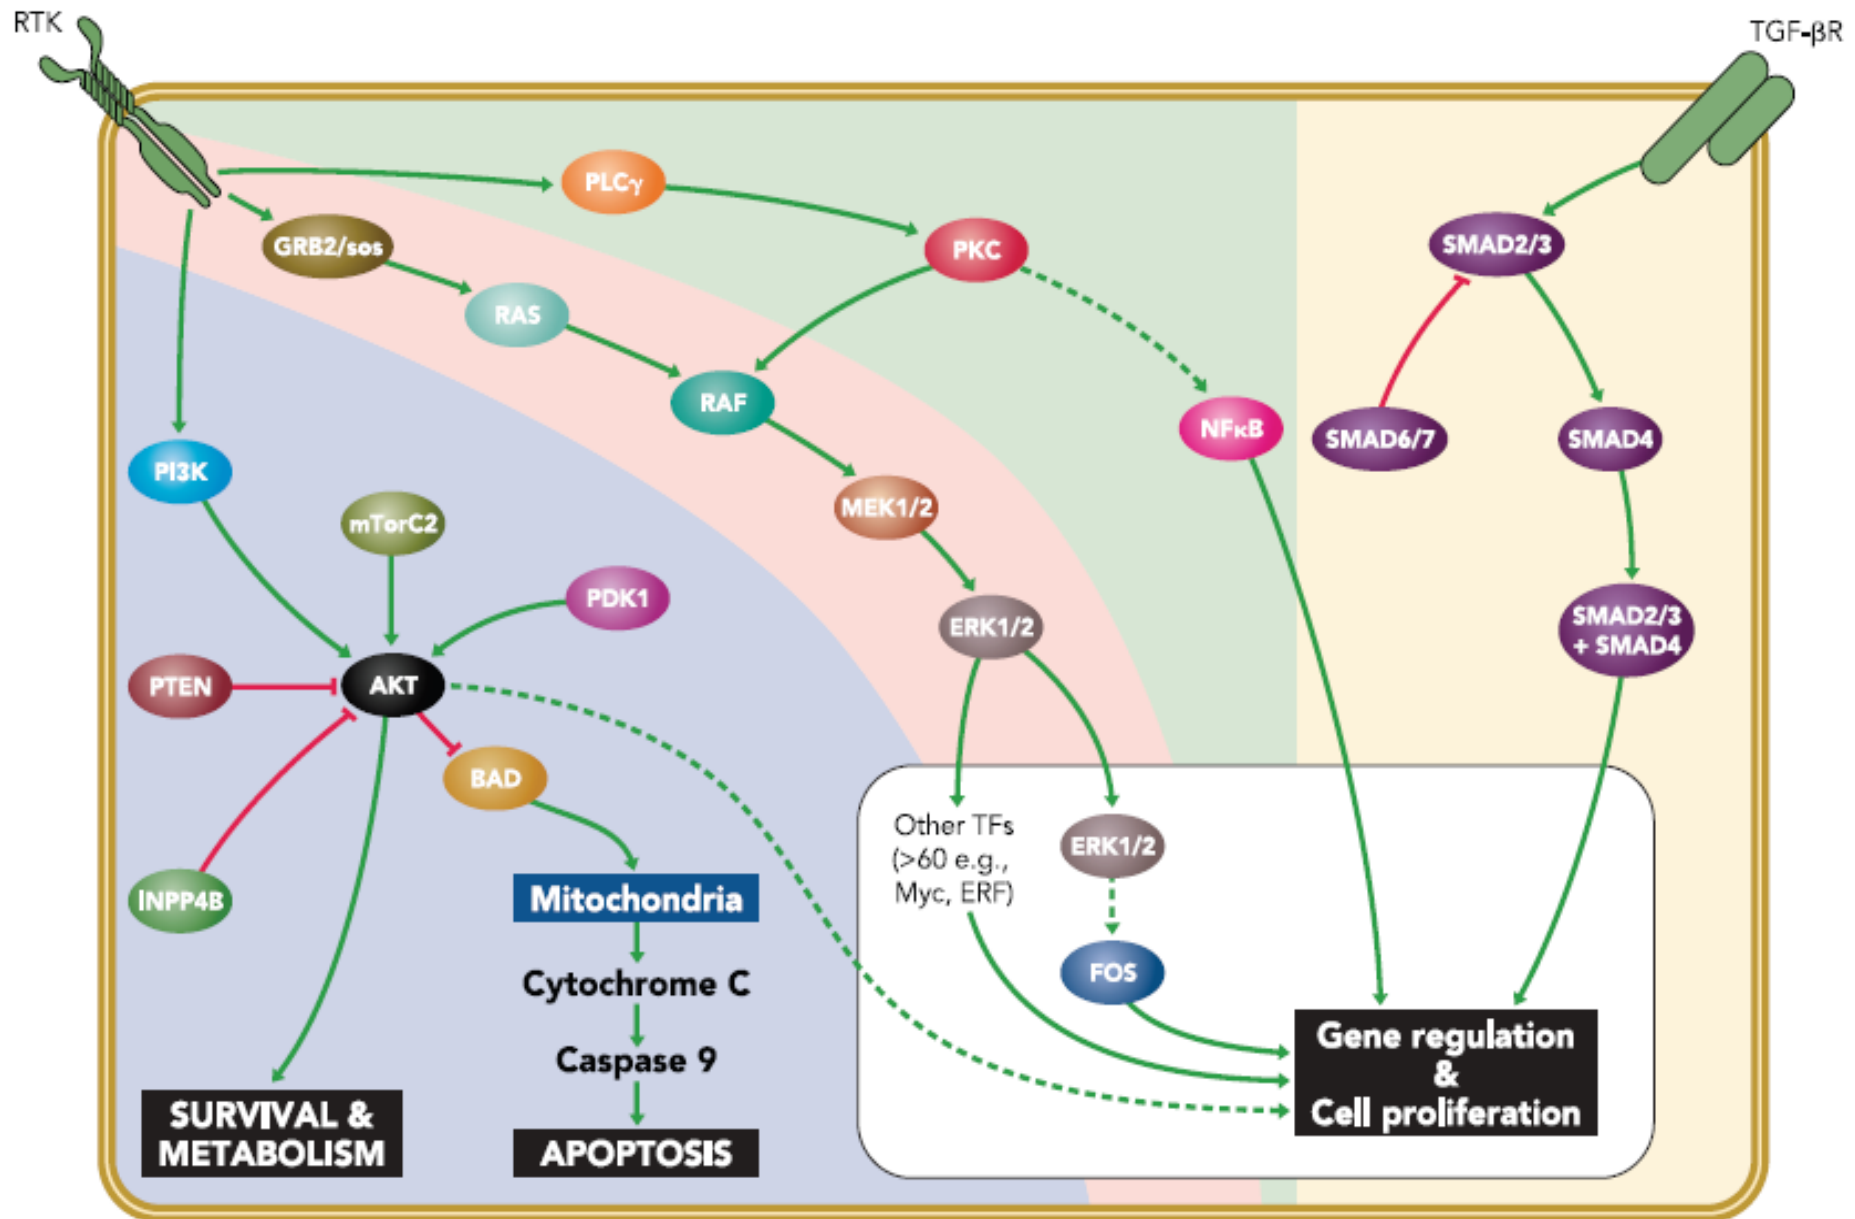 RTK
TGF-βR
PLCγ
GRB2/sos
PKC
SMAD2/3
RAS
RAF
NFκB
SMAD6/7
SMAD4
PI3K
mTorC2
MEK1/2
PDK1
ERK1/2
SMAD2/3
+ SMAD4
PTEN
AKT
BAD
INPP4B
Mitochondria
Cytochrome C
Caspase 9
APOPTOSIS
SURVIVAL &
METABOLISM
Other TFs
(>60 e.g.,
Myc, ERF)
ERK1/2
FOS
Gene regulation
&
Cell proliferation